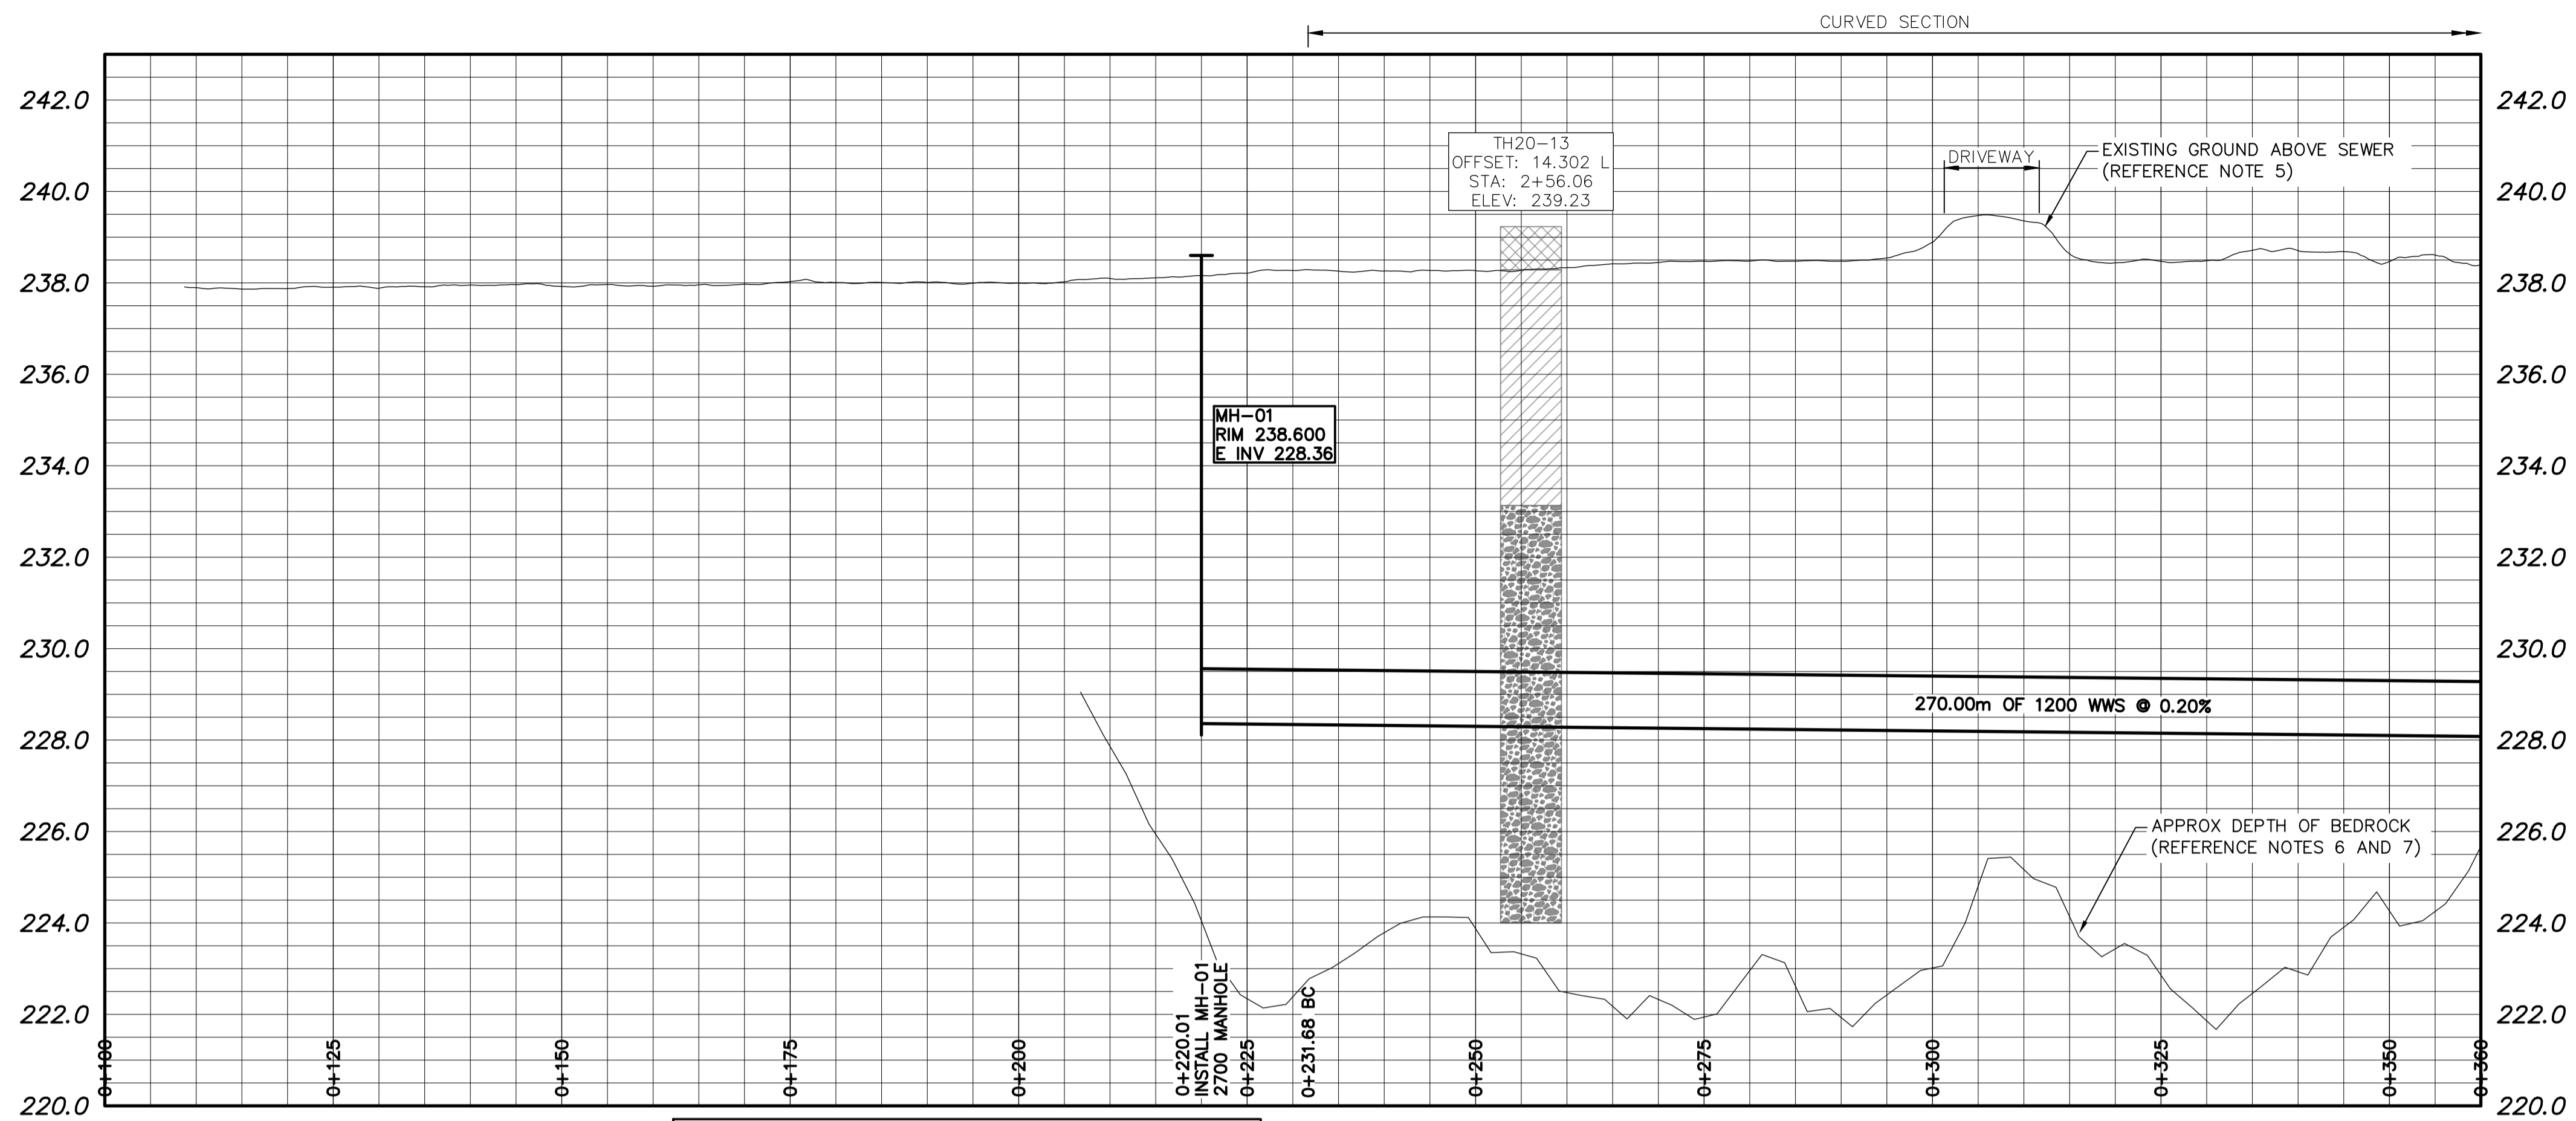 CURVED SECTION
242.0
242.0
TH20-13
OFFSET: 14.302 L
STA: 2+56.06
ELEV: 239.23
DRIVEWAY
EXISTING GROUND ABOVE SEWER
(REFERENCE NOTE 5)
240.0
240.0
238.0
238.0
236.0
236.0
MH-01
RIM 238.600
E INV 228.36
234.0
234.0
232.0
232.0
230.0
230.0
270.00m OF 1200 WWS @ 0.20%
228.0
228.0
226.0
226.0
APPROX DEPTH OF BEDROCK
(REFERENCE NOTES 6 AND 7)
224.0
224.0
222.0
222.0
0+100
0+125
0+150
0+175
0+200
0+220.01
INSTALL MH-01
2700 MANHOLE
0+225
0+231.68 BC
0+250
0+275
0+300
0+325
0+350
0+360
220.0
220.0